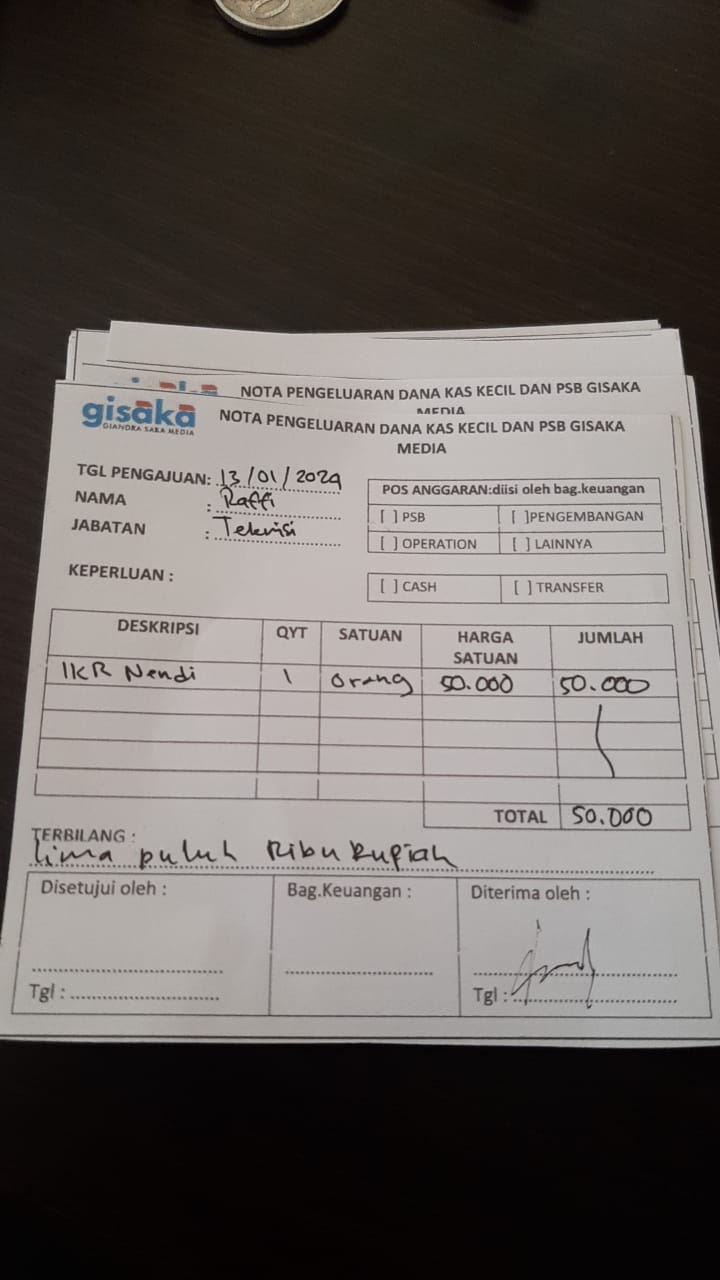 NOTA PENGELUARAN DANA KAS KECIL DAN PSB GISAKA
MEDIA
gisaka
GIANDRA SAKA MEDIA
NOTA PENGELUARAN DANA KAS KECIL DAN PSB GISAKA
MEDIA
TGL PENGAJUAN: 13/01/2029
NAMA : Raffi
JABATAN : Teknisi
KEPERLUAN :
POS ANGGARAN:diisi oleh bag.keuangan
[ ] PSB [ ]PENGEMBANGAN
[ ] OPERATION [ ] LAINNYA
[ ] CASH [ ] TRANSFER
DESKRIPSI QYT SATUAN HARGA SATUAN JUMLAH
IKR Nendi 1 orang 50.000 50.000
TOTAL 50.000
TERBILANG :
lima puluh Ribu Rupiah
Disetujui oleh : Bag.Keuangan : Diterima oleh :
Tgl : Tgl :